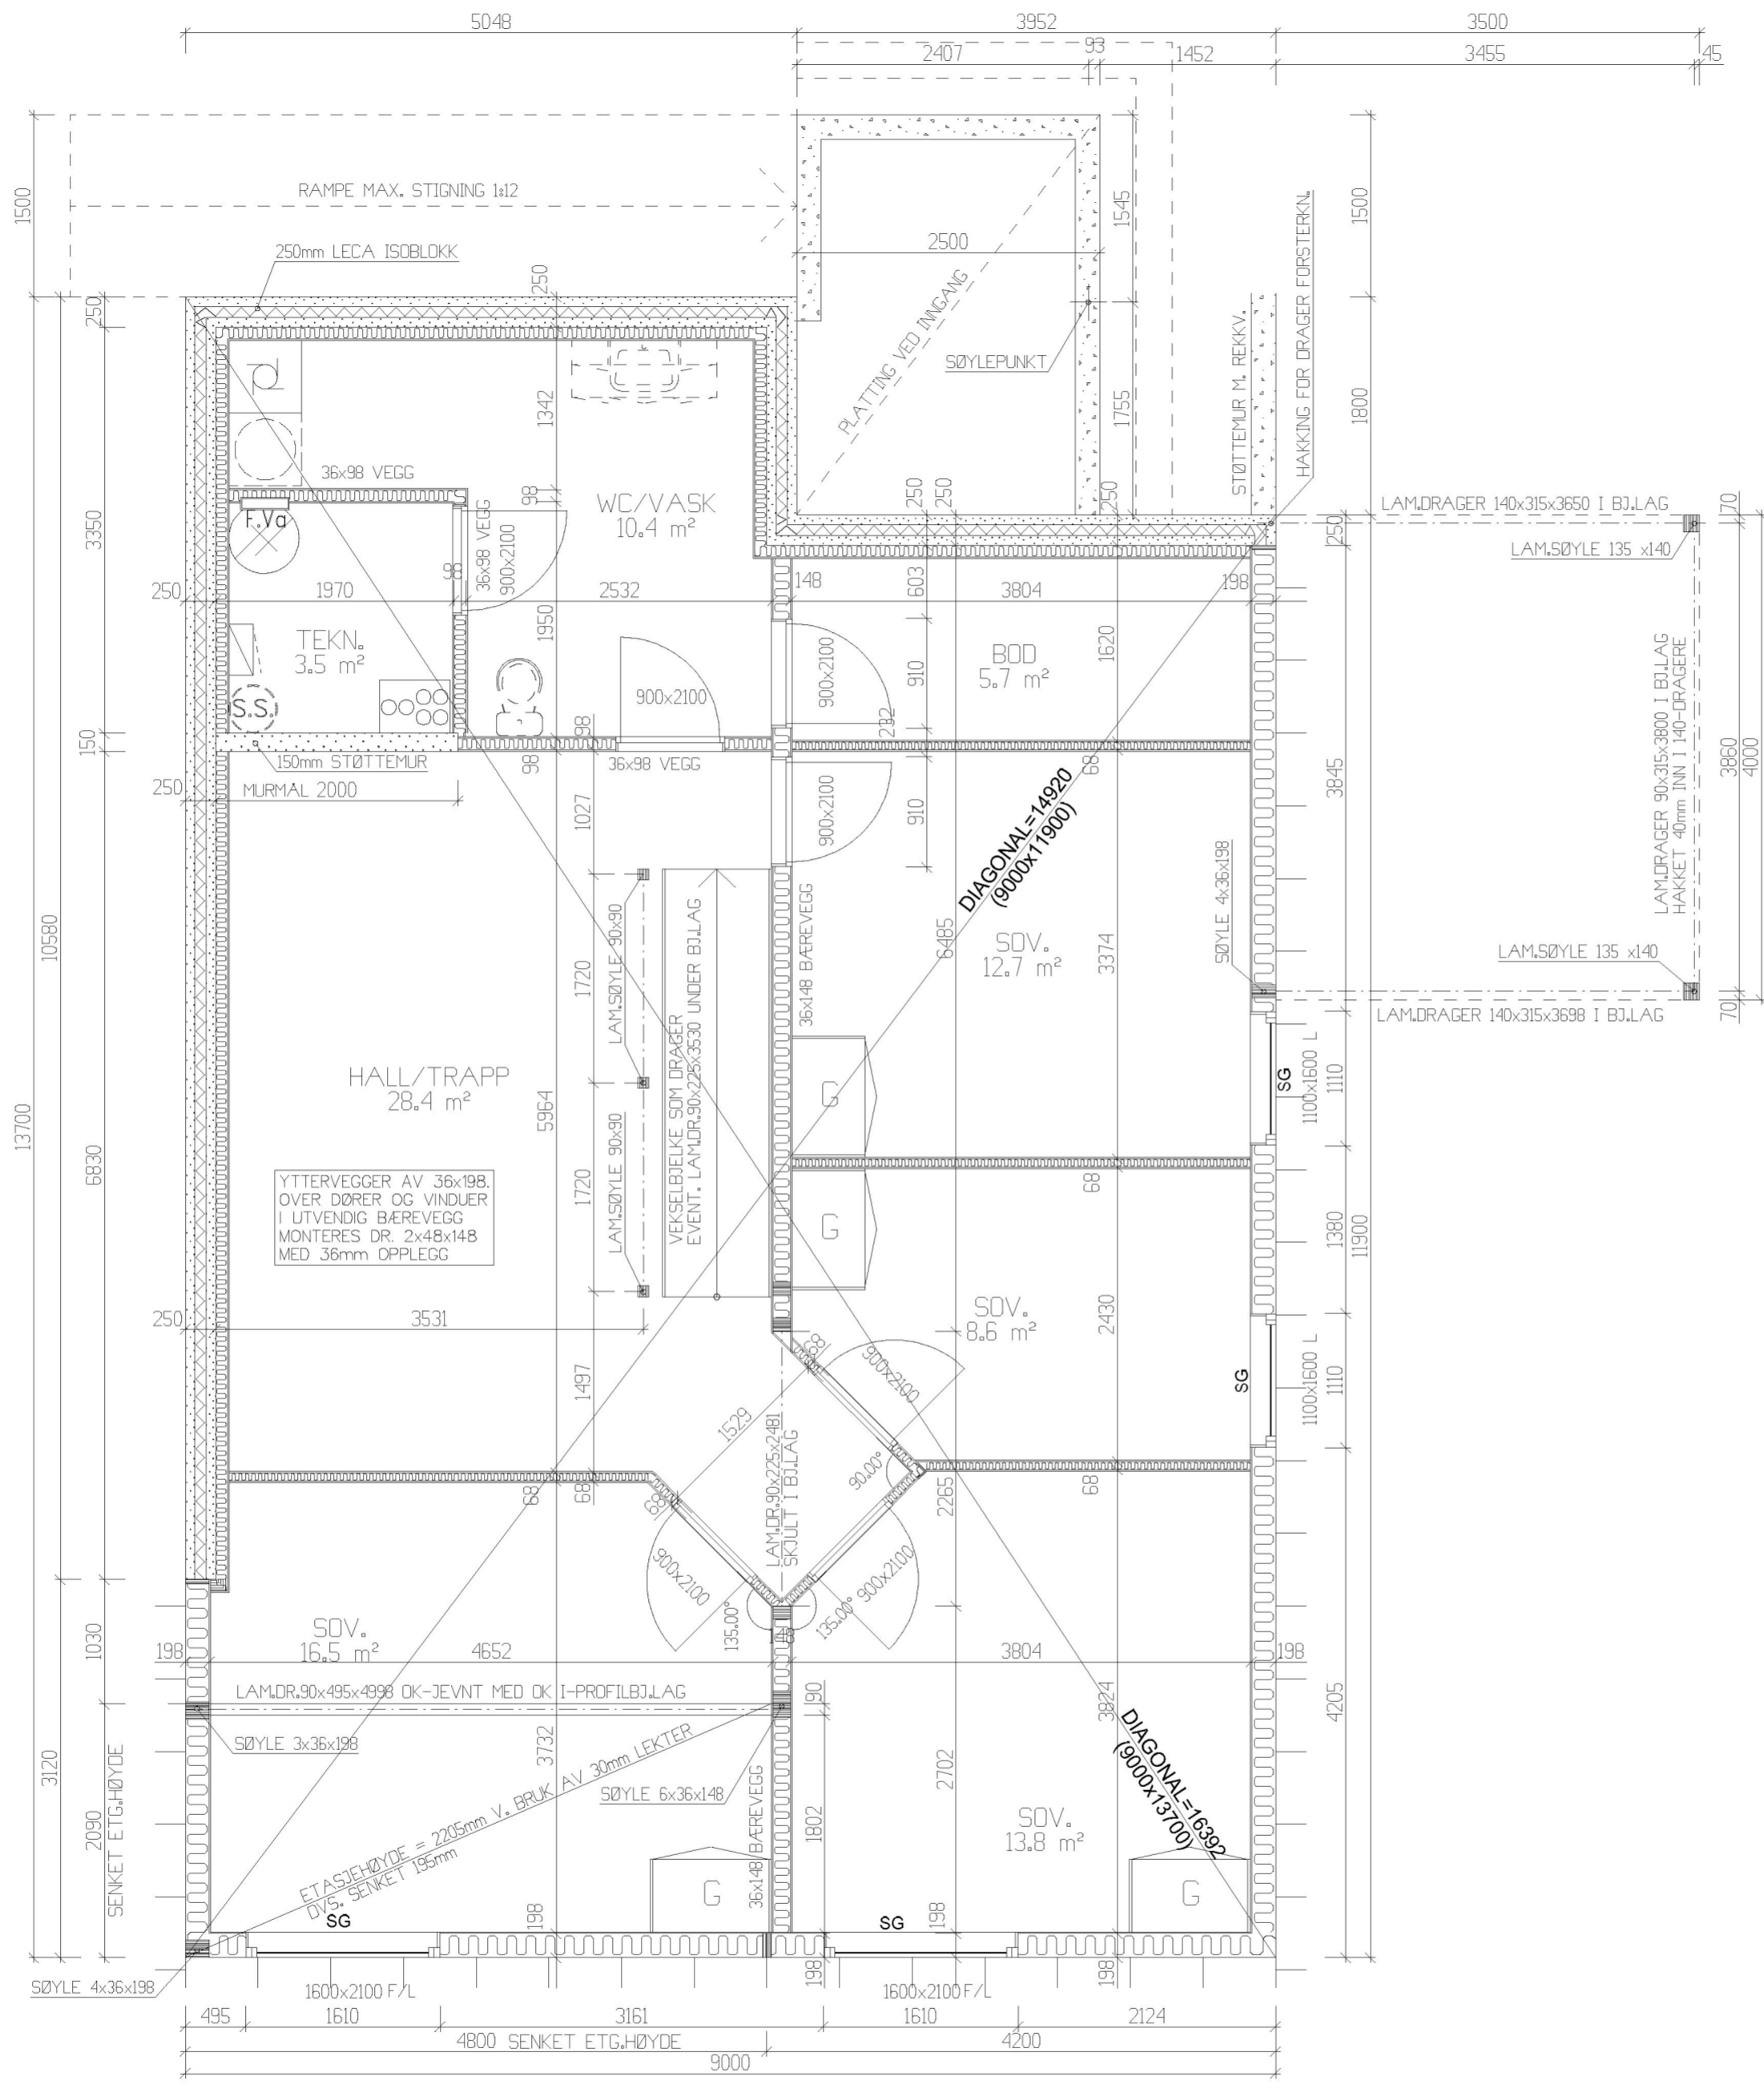 5048
3952
3500
2407
93
1452
3455
45
1500
RAMPE MAX. STIGNING 1:12
250mm LECA ISOBLOKK
250
2500
1545
1755
PLATTING VED INNGANG
SØYLEPUNKT
STØTTEMUR M. REKKV.
HAKKING FOR DRAGER FORSTERKN.
1500
1800
250
3350
150
1342
36x98 VEGG
98
F.Va
WC/VASK
10.4 m²
36x98 VEGG
900x2100
98
250
250
250
LAM.DRAGER 140x315x3650 I BJ.LAG
70
LAM.SØYLE 135 x140
250
250
1970
2532
148
603
3804
198
TEKN.
3.5 m²
1950
S.S.
900x2100
900x2100
910
BOD
5.7 m²
1620
232
98
98
68
150mm STØTTEMUR
36x98 VEGG
250
MURMÅL 2000
1027
900x2100
910
DIAGONAL=14920
(9000x11900)
3845
LAM.DRAGER 90x315x3800 I BJ.LAG
HAKKET 40mm INN I 140-DRAGERE
3860
4000
10580
13700
6830
LAM.SØYLE 90x90
1720
VEKSELBJELKE SOM DRAGER
EVENT. LAM.DR.90x225x3530 UNDER BJ.LAG
36x148 BÆREVEGG
6485
SOV.
12.7 m²
3374
SØYLE 4x36x198
LAM.SØYLE 135 x140
LAM.DRAGER 140x315x3698 I BJ.LAG
70
HALL/TRAPP
28.4 m²
5964
G
SG
1100x1600 L
1110
YTTERVEGGER AV 36x198.
OVER DØRER OG VINDUER
I UTVENDIG BÆREVEGG
MONTERES DR. 2x48x148
MED 36mm OPPLEGG
1720
LAM.SØYLE 90x90
68
G
1380
11900
250
3531
SOV.
8.6 m²
2430
SG
1100x1600 L
1110
1497
68
900x2100
1529
LAM.DR.90x225x2481
SKJULT I BJ.LAG
90.00°
68
68
68
68
2265
900x2100
135.00°
148
135.00°
900x2100
3120
1030
SOV.
16.5 m²
198
4652
3804
198
LAM.DR.90x495x4998 OK-JEVNT MED OK I-PROFILBJ.LAG
90
3824
4205
SØYLE 3x36x198
3732
2702
DIAGONAL=16392
(9000x13700)
2090
SENKET ETG.HØYDE
SØYLE 6x36x148
ETASJEHØYDE = 2205mm V. BRUK AV 30mm LEKTER
DVS. SENKET 195mm
36x148 BÆREVEGG
1802
SOV.
13.8 m²
G
G
SG
198
SG
198
198
198
SØYLE 4x36x198
1600x2100 F/L
1600x2100 F/L
495
1610
3161
1610
2124
4800 SENKET ETG.HØYDE
4200
9000